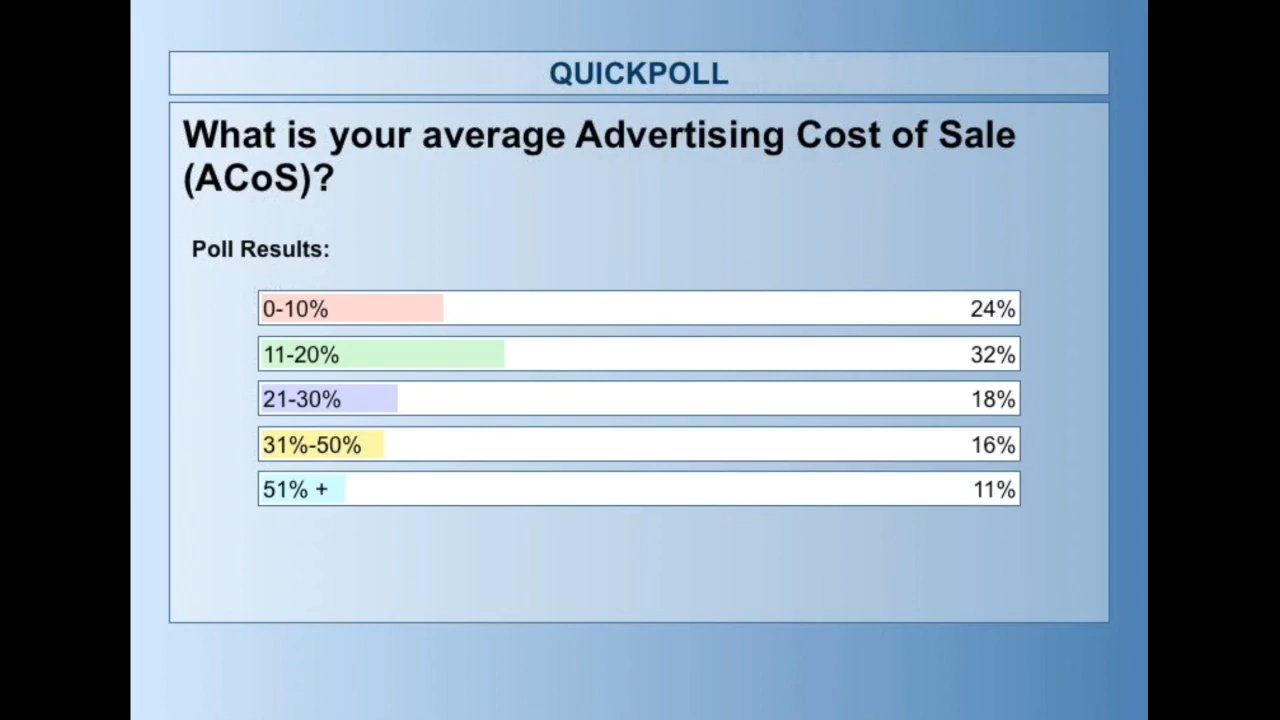 QUICKPOLL
What is your average Advertising Cost of Sale
(ACoS)?
Poll Results:
0-10% 24%
11-20% 32%
21-30% 18%
31%-50% 16%
51% + 11%